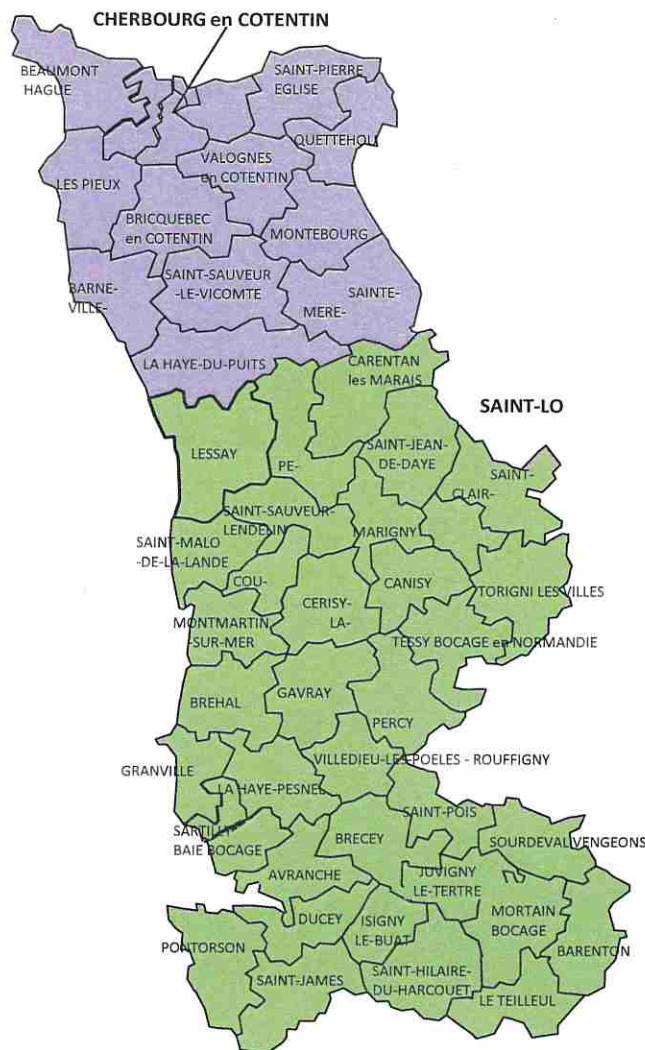 CHERBOURG en COTENTIN
BEAUMONT
HAGUE
SAINT-PIERRE
EGLISE
QUETTEHOU
VALOGNES
en COTENTIN
LES PIEUX
BRICQUEBEC
en COTENTIN
MONTEBOURG
SAINT-SAUVEUR
-LE-VICOMTE
BARNE-
VILLE-
SAINTE-
MERE-
LA HAYE-DU-PUITS
CARENTAN
les MARAIS
SAINT-LO
LESSAY
PE-
SAINT-JEAN-
DE-DAYE
SAINT-
CLAIR-
SAINT-SAUVEUR-
LENDELIN
MARIGNY
SAINT-MALO
-DE-LA-LANDE
COU-
CANISY
TORIGNI LES VILLES
CERISY-
LA-
MONTMARTIN
-SUR-MER
TESSY BOCAGE en NORMANDIE
GAVRAY
BREHAL
PERCY
VILLEDIEU-LES-POELES - ROUFFIGNY
GRANVILLE
LA HAYE-PESNEL
SAINT-POIS
SARTILLY
BAIE BOCAGE
BRECEY
SOURDEVAL VENGEONS
AVRANCHE
JUVIGNY
LE-TERTRE
MORTAIN
BOCAGE
DUCEY
ISIGNY
LE-BUAT
PONTORSON
BARENTON
SAINT-JAMES
SAINT-HILAIRE-
DU-HARCOUET
LE TEILLEUL